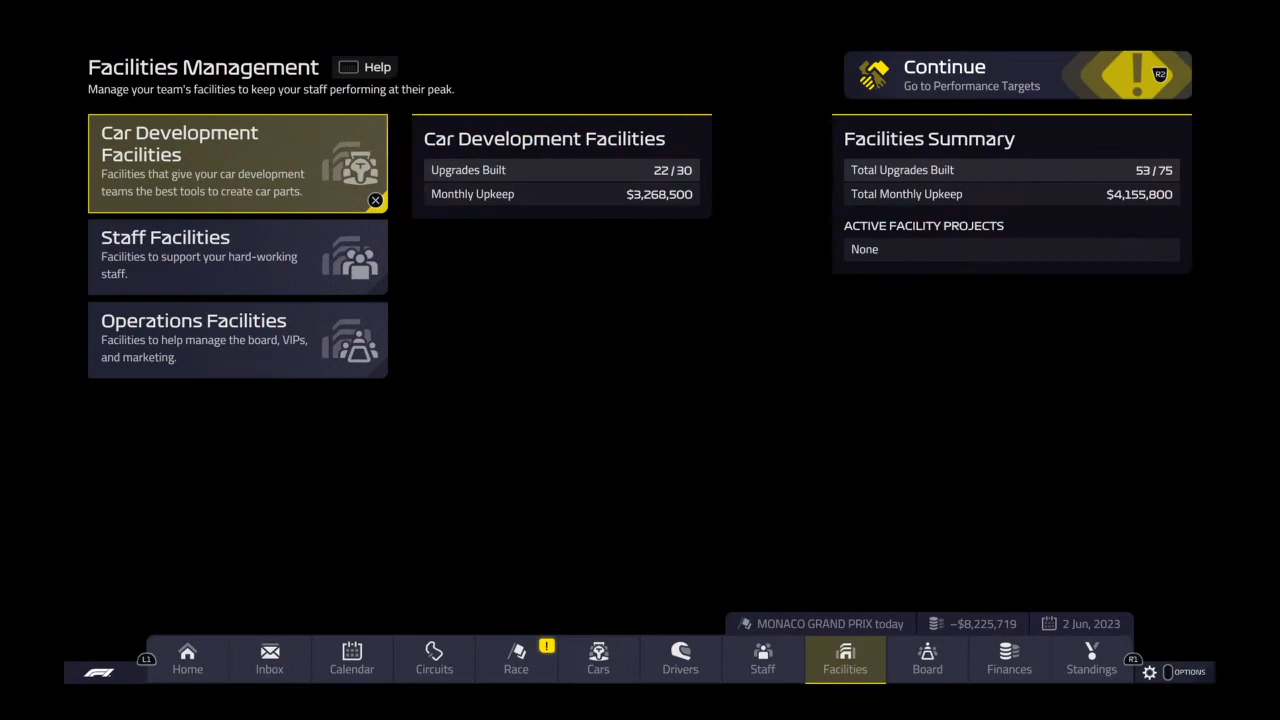 Facilities Management
Help
Manage your team's facilities to keep your staff performing at their peak.
Continue
Go to Performance Targets
R2
Car Development
Facilities
Facilities that give your car development
teams the best tools to create car parts.
Staff Facilities
Facilities to support your hard-working
staff.
Operations Facilities
Facilities to help manage the board, VIPs,
and marketing.
Car Development Facilities
Upgrades Built 22 / 30
Monthly Upkeep $3,268,500
Facilities Summary
Total Upgrades Built 53 / 75
Total Monthly Upkeep $4,155,800
ACTIVE FACILITY PROJECTS
None
MONACO GRAND PRIX today
−$8,225,719
2 Jun, 2023
L1
Home
Inbox
Calendar
Circuits
Race
!
Cars
Drivers
Staff
Facilities
Board
Finances
Standings
R1
OPTIONS
F1